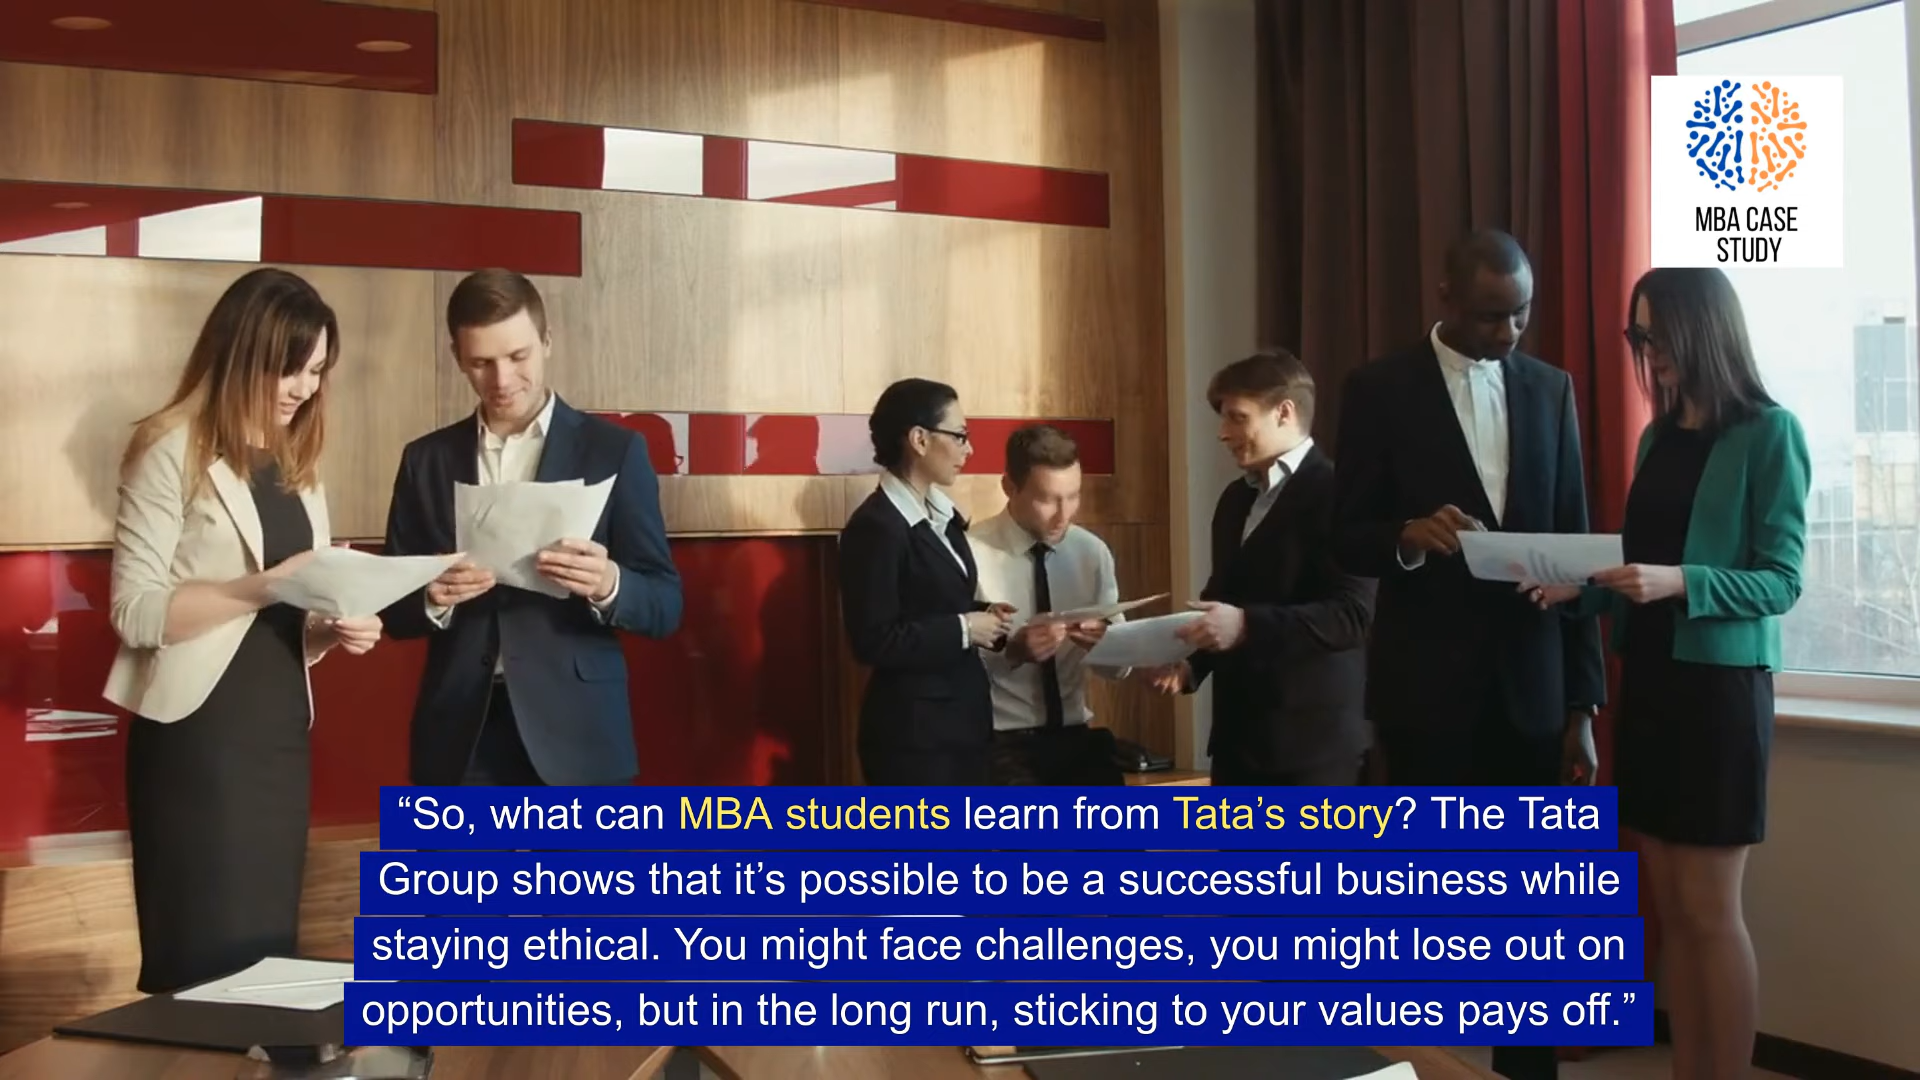 MBA CASE
STUDY
“So, what can MBA students learn from Tata’s story? The Tata
Group shows that it’s possible to be a successful business while
staying ethical. You might face challenges, you might lose out on
opportunities, but in the long run, sticking to your values pays off.”